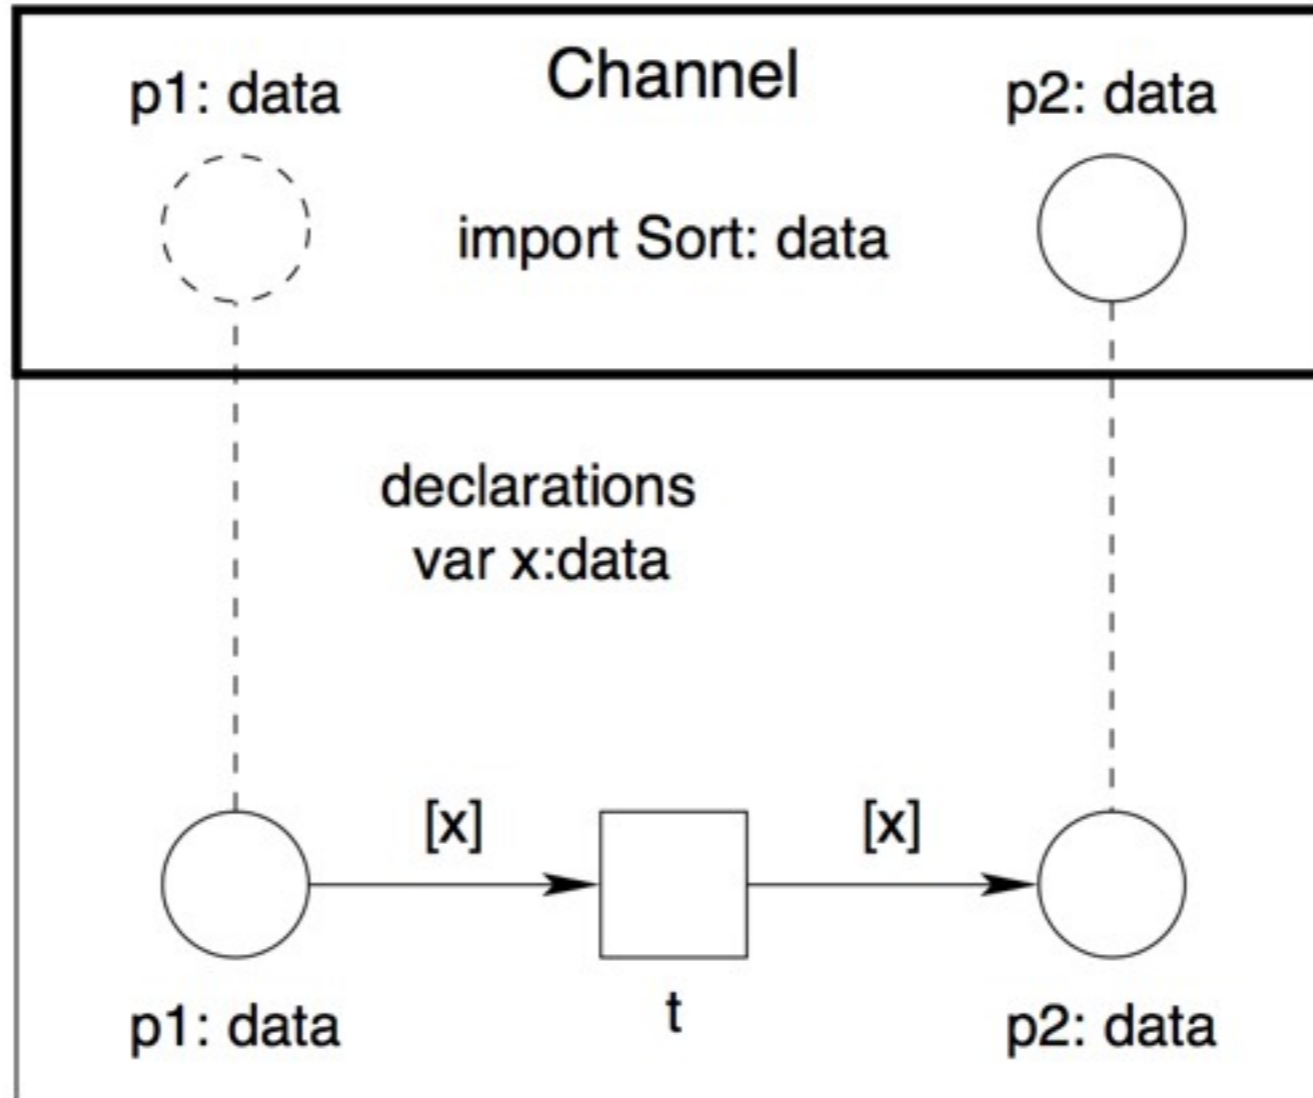 Channel
p1: data
p2: data
import Sort: data
declarations
var x:data
[x]
[x]
p1: data
t
p2: data